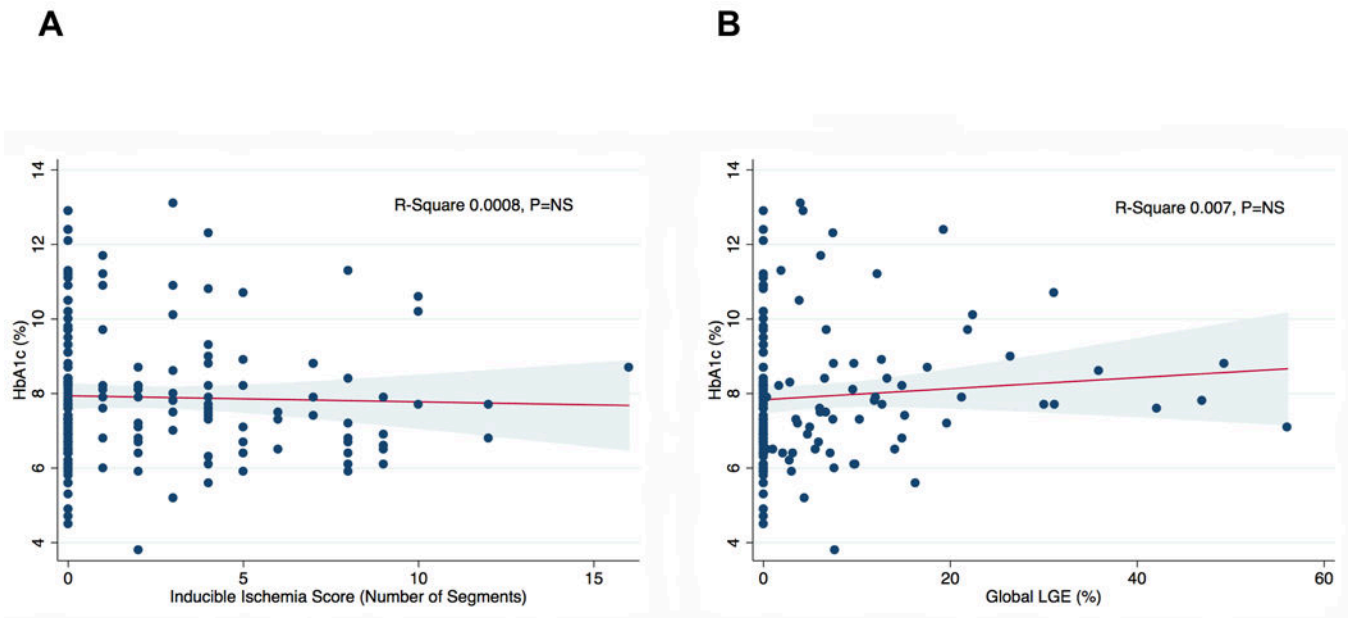 A
B
14
12
10
8
6
4
HbA1c (%)
R-Square 0.0008, P=NS
0
5
10
15
Inducible Ischemia Score (Number of Segments)
14
12
10
8
6
4
HbA1c (%)
R-Square 0.007, P=NS
0
20
40
60
Global LGE (%)